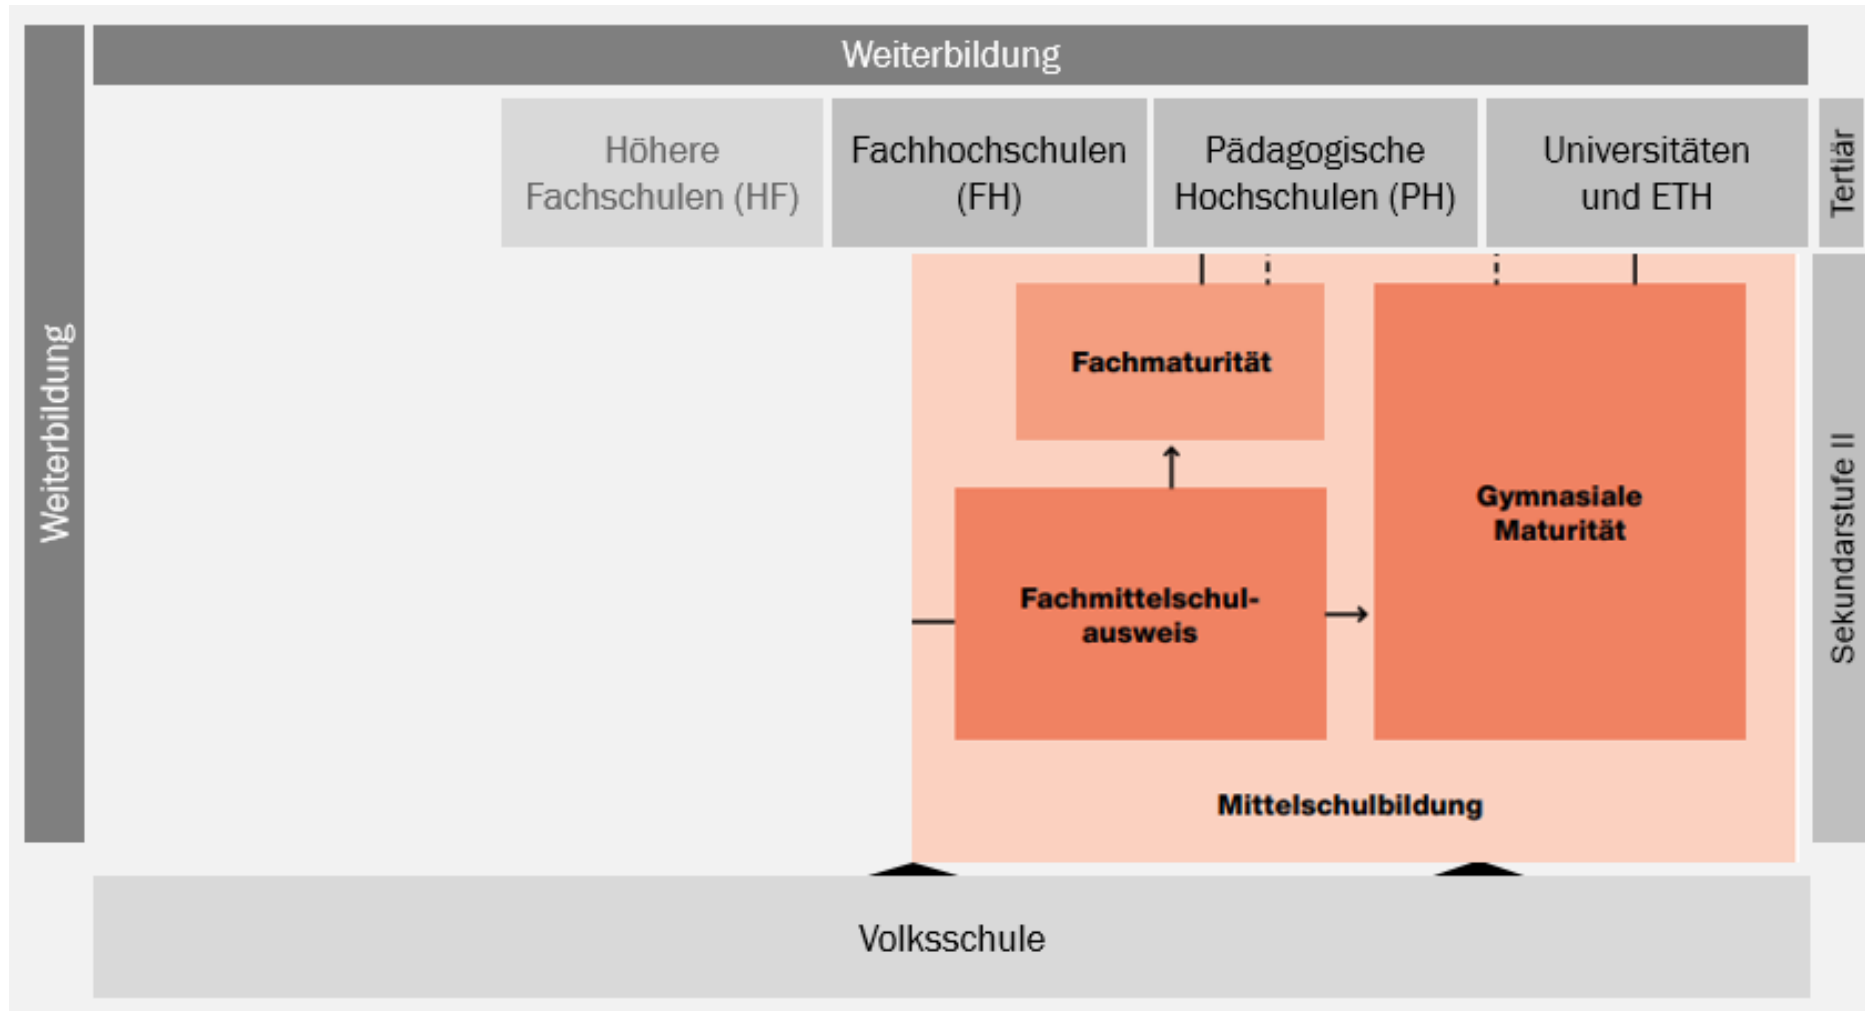 Weiterbildung
Weiterbildung
Höhere
Fachschulen (HF)
Fachhochschulen
(FH)
Pädagogische
Hochschulen (PH)
Universitäten
und ETH
Tertiär
Fachmaturität
Gymnasiale
Maturität
Fachmittelschul-
ausweis
Mittelschulbildung
Sekundarstufe II
Volksschule